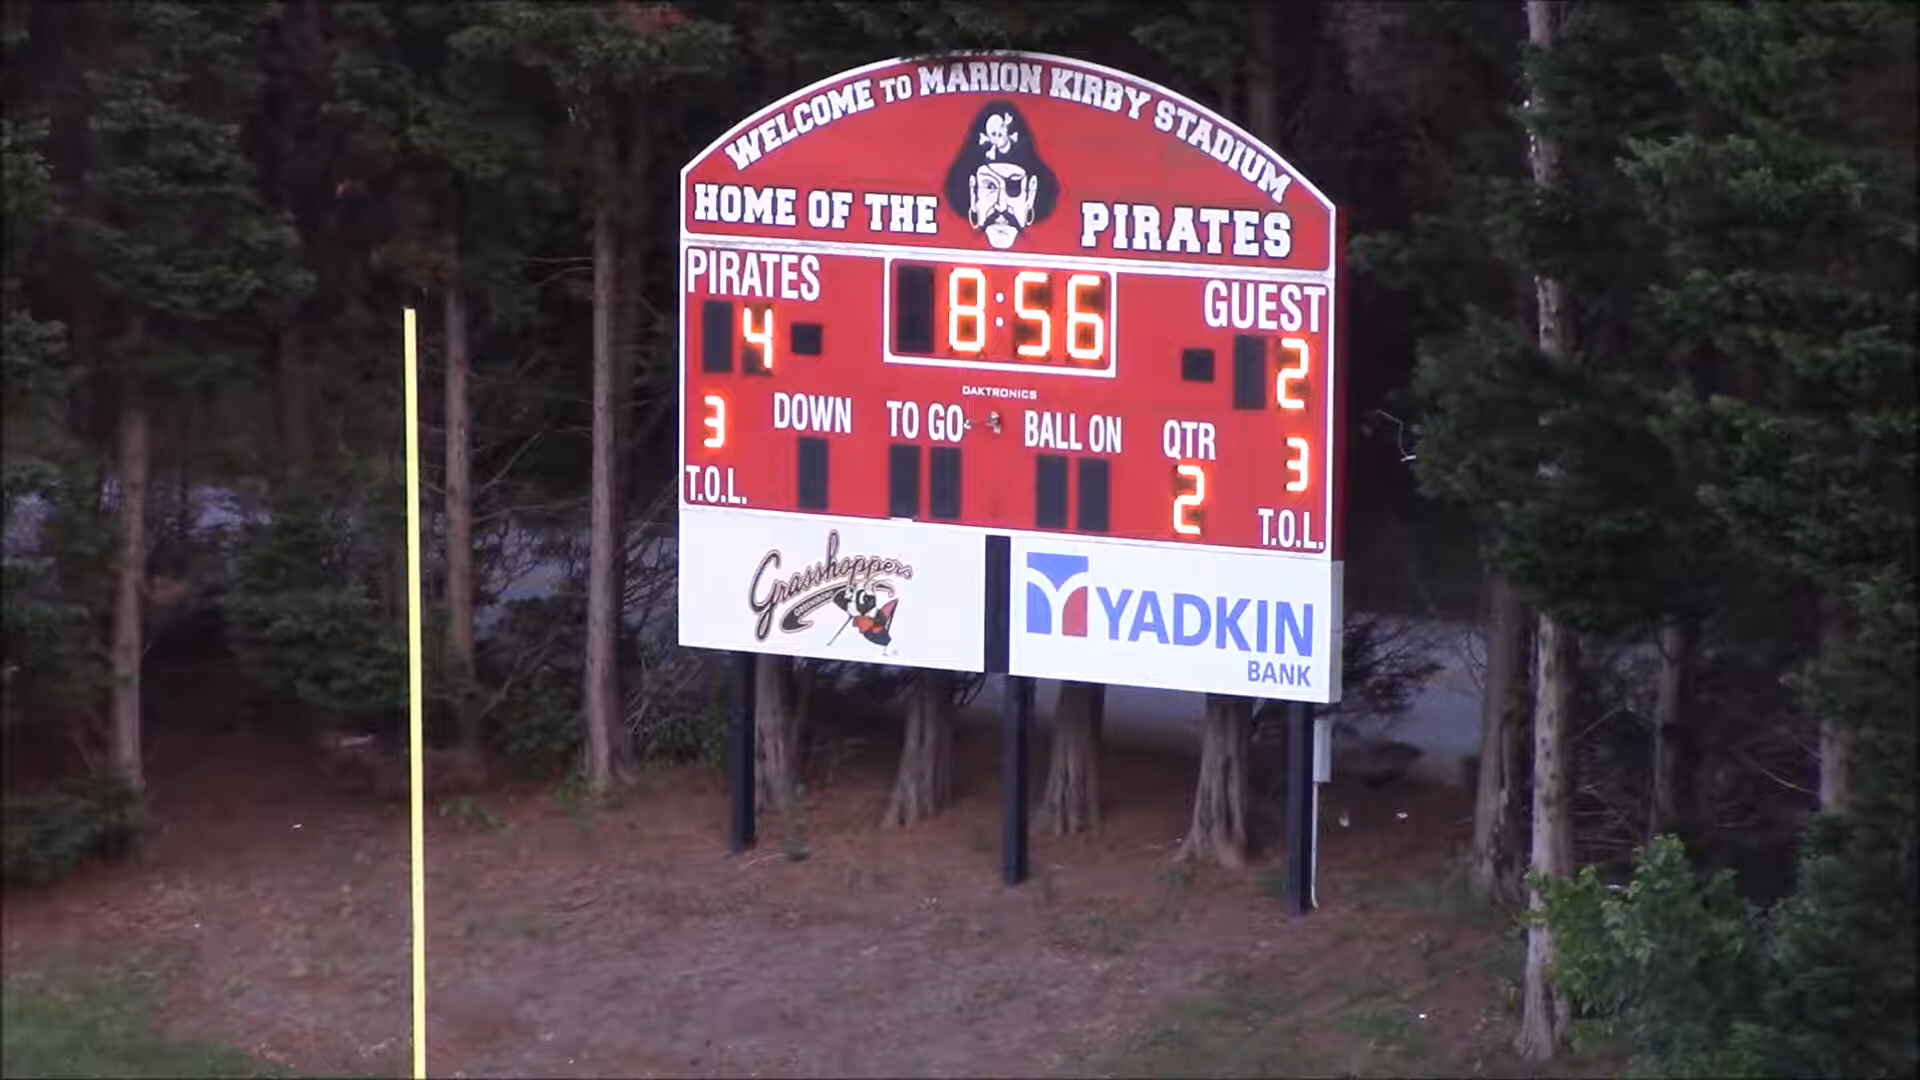 WELCOME TO MARION KIRBY STADIUM
HOME OF THE PIRATES
PIRATES 8:56 GUEST
4 2
DAKTRONICS
3 DOWN TO GO BALL ON QTR 3
T.O.L. 2 T.O.L.
Grasshoppers
GREENSBORO
YADKIN
BANK